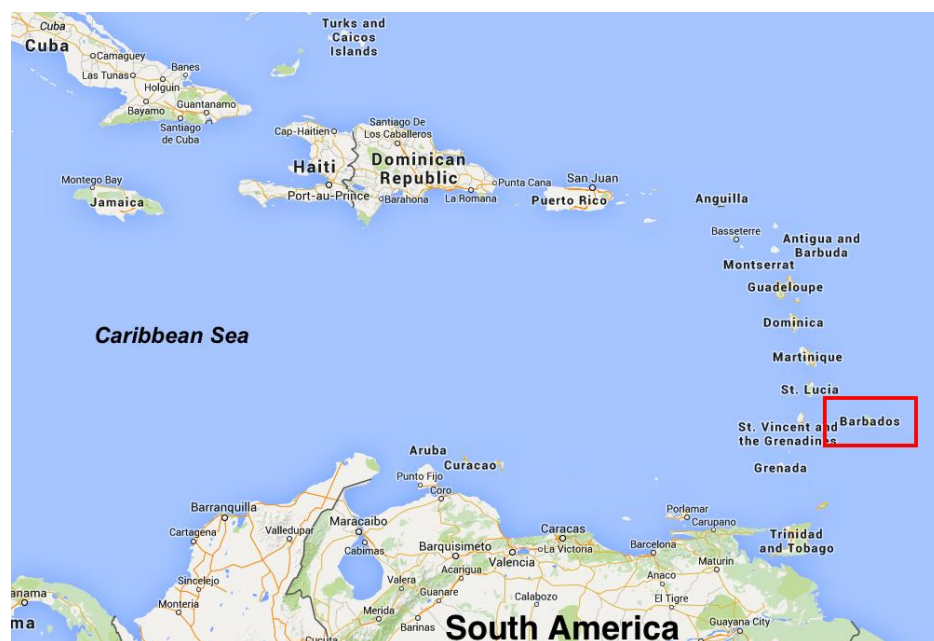 Turks and
Caicos
Islands
Cuba
Cuba
Camaguey
Banes
Las Tunas
Holguin
Bayamo
Guantanamo
Santiago
de Cuba
Cap-Haitien
Santiago De
Los Caballeros
Haiti
Dominican
Republic
Port-au-Prince
Barahona
La Romana
Punta Cana
San Juan
Puerto Rico
Montego Bay
Jamaica
Anguilla
Basseterre
Antigua and
Barbuda
Montserrat
Guadeloupe
Dominica
Caribbean Sea
Martinique
St. Lucia
Barbados
St. Vincent and
the Grenadines
Grenada
Aruba
Curacao
Punto Fijo
Coro
Barranquilla
Cartagena
Valledupar
Maracaibo
Cabimas
Barquisimeto
Acarigua
Valencia
Caracas
La Victoria
Porlamar
Carupano
Barcelona
Trinidad
and Tobago
Maturin
Sincelejo
Monteria
Valera
Guanare
Calabozo
Anaco
El Tigre
Merida
Barinas
South America
Guayana City
anama
ma
Cucuta